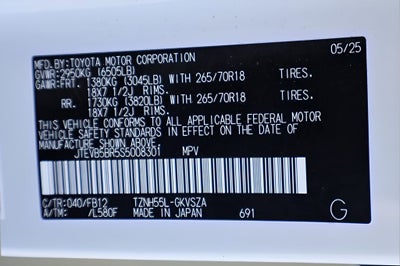 MFD.BY:TOYOTA MOTOR CORPORATION 05/25
GVWR:2950KG (6505LB)
GAWR:FRT. 1380KG (3045LB) WITH 265/70R18 TIRES.
18X7 1/2J RIMS.
RR. 1730KG (3820LB) WITH 265/70R18 TIRES.
18X7 1/2J RIMS.
THIS VEHICLE CONFORMS TO ALL APPLICABLE FEDERAL MOTOR
VEHICLE SAFETY STANDARDS IN EFFECT ON THE DATE OF
MANUFACTURE SHOWN ABOVE.
JTEVB5BR5S5008301 MPV
C/TR:040/FB12 TZNH55L-GKVSZA
A/TM: /L580F MADE IN JAPAN 691 G